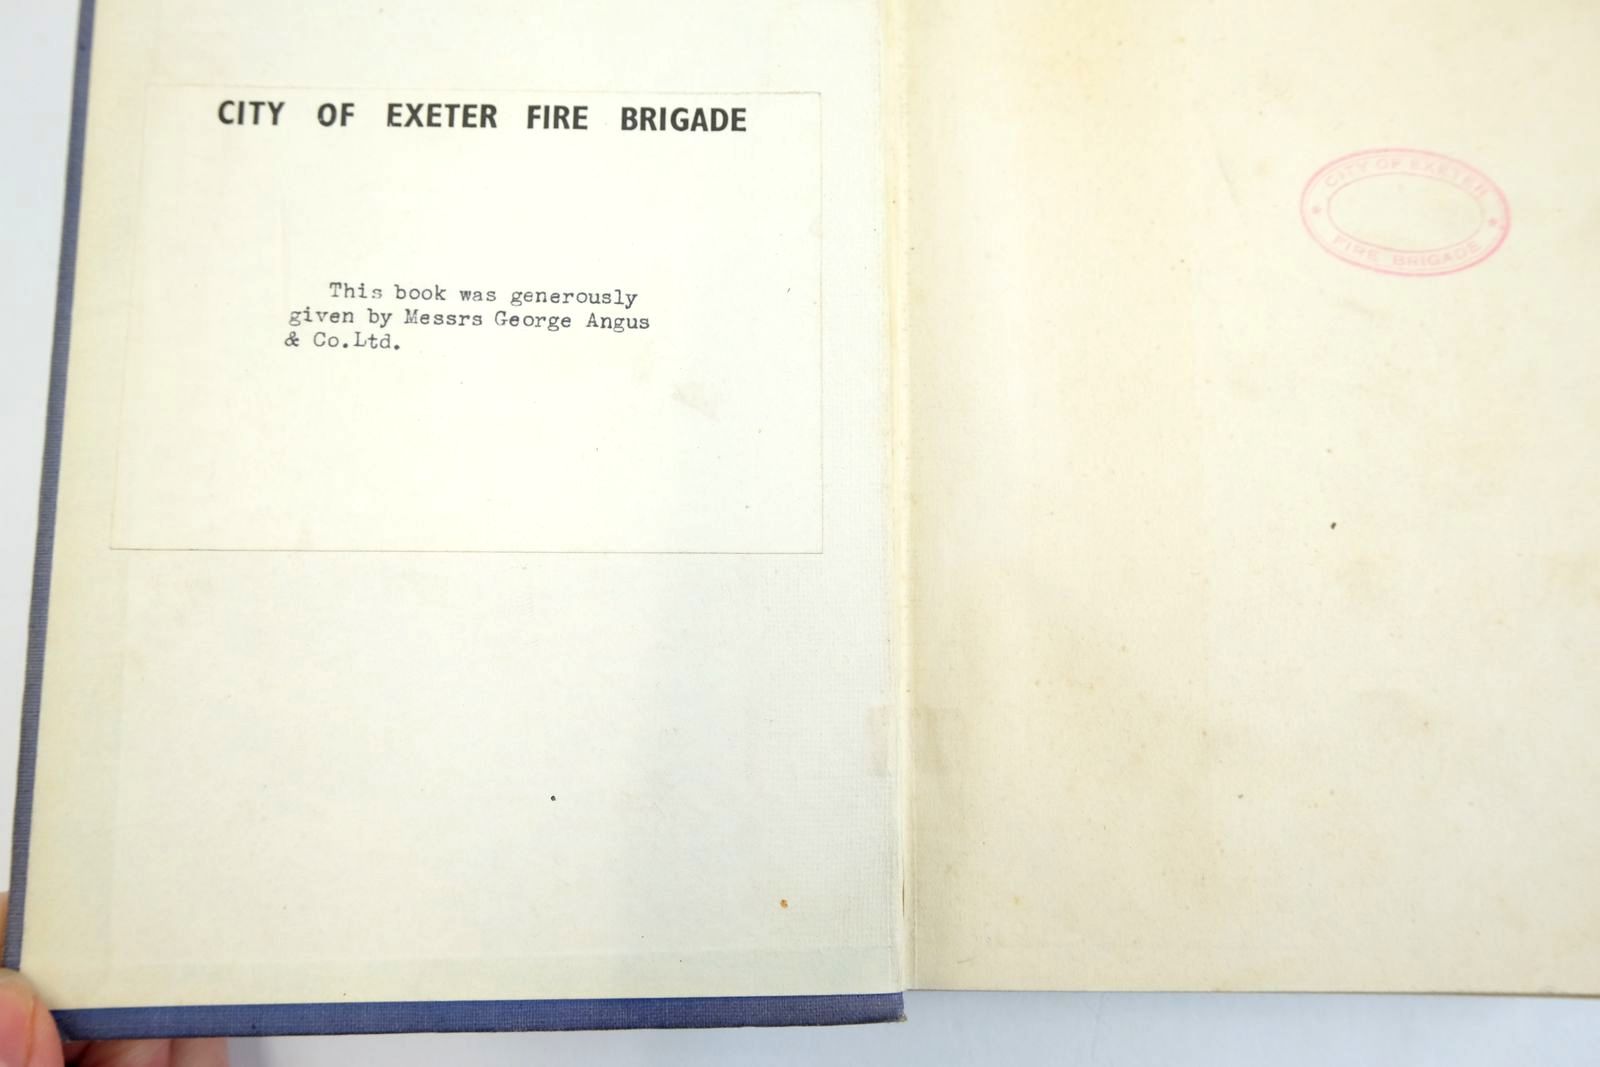 CITY OF EXETER FIRE BRIGADE
This book was generously
given by Messrs George Angus
& Co.Ltd.
CITY OF EXETER
FIRE BRIGADE